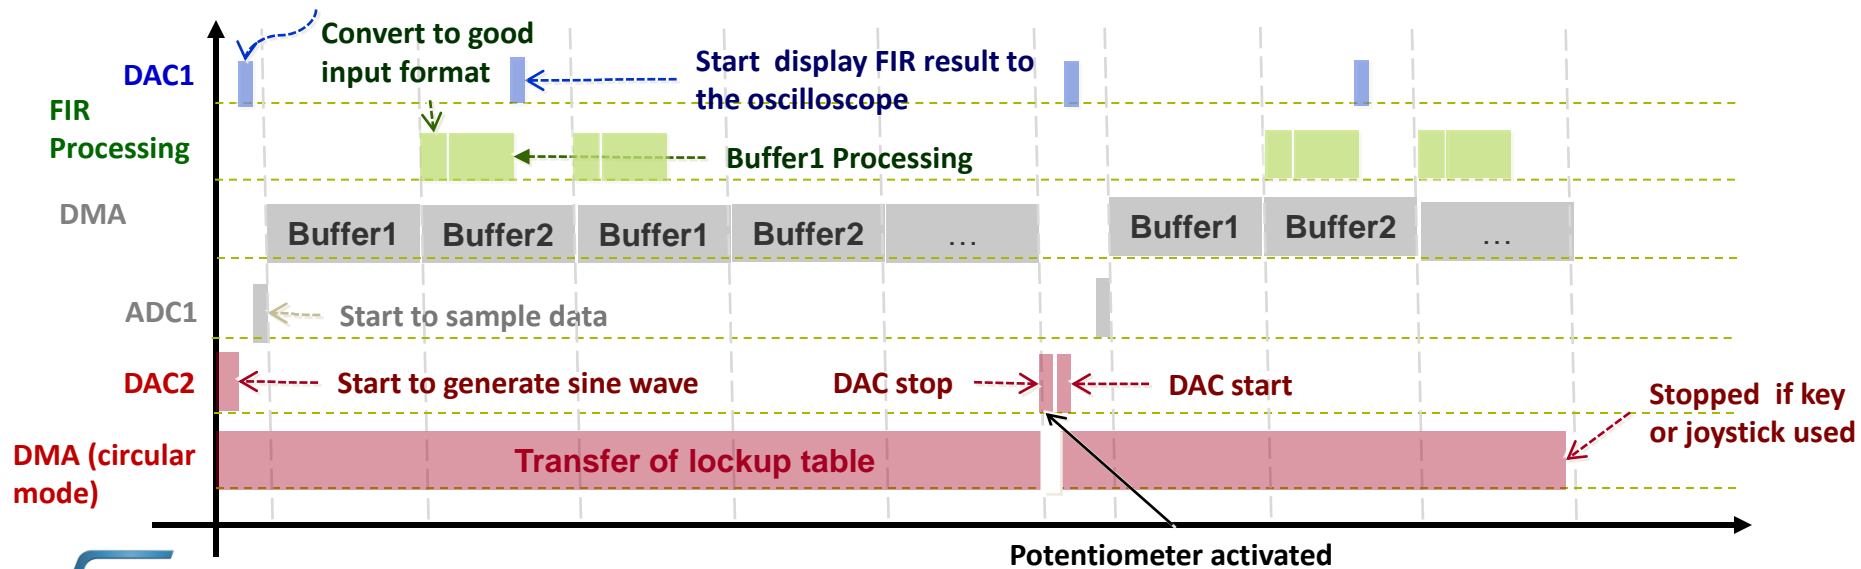 Convert to good
input format
DAC1
Start display FIR result to
the oscilloscope
FIR
Processing
Buffer1 Processing
DMA
Buffer1
Buffer2
Buffer1
Buffer2
...
Buffer1
Buffer2
...
ADC1
Start to sample data
DAC2
Start to generate sine wave
DAC stop
DAC start
Stopped if key
or joystick used
DMA (circular
mode)
Transfer of lockup table
Potentiometer activated